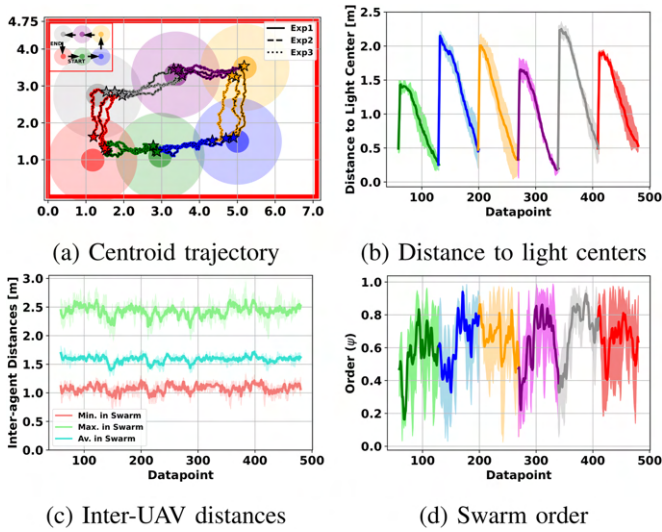 4.75
4.0
3.0
2.0
1.0
0.0 1.0 2.0 3.0 4.0 5.0 6.0 7.0
END
START
Exp1
Exp2
Exp3
(a) Centroid trajectory
Distance to Light Center [m]
2.5
2.0
1.5
1.0
0.5
0.0
100 200 300 400 500
Datapoint
(b) Distance to light centers
Inter-agent Distances [m]
3.0
2.5
2.0
1.5
1.0
0.5
0.0
Min. in Swarm
Max. in Swarm
Av. in Swarm
100 200 300 400 500
Datapoint
(c) Inter-UAV distances
Order (ψ)
1.0
0.8
0.6
0.4
0.2
0.0
100 200 300 400 500
Datapoint
(d) Swarm order